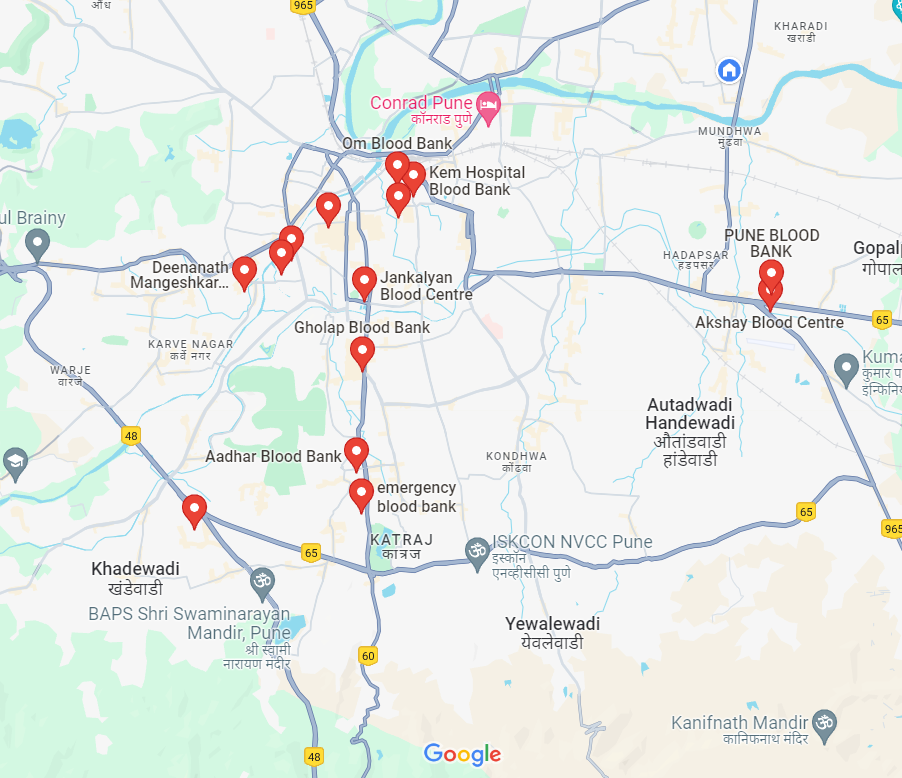 965
औंध
KHARADI
खराडी
Conrad Pune
कॉनराड पुणे
MUNDHWA
मुंढवा
Om Blood Bank
Kem Hospital
Blood Bank
ul Brainy
PUNE BLOOD
BANK
HADAPSAR
हडपसर
Gopalp
गोपाल
Deenanath
Mangeshkar...
Jankalyan
Blood Centre
65
Akshay Blood Centre
Gholap Blood Bank
KARVE NAGAR
कर्वे नगर
WARJE
वारजे
Kuma
कुमार प
इन्फिनि
Autadwadi
Handewadi
औतांडवाडी
हांडेवाडी
48
Aadhar Blood Bank
KONDHWA
कोंढवा
emergency
blood bank
65
965
KATRAJ
कात्रज
ISKCON NVCC Pune
इस्कॉन
एनव्हीसीसी पुणे
65
Khadewadi
खंडेवाडी
BAPS Shri Swaminarayan
Mandir, Pune
श्री स्वामी
नारायण मंदिर
Yewalewadi
येवलेवाडी
60
Kanifnath Mandir
कानिफनाथ मंदिर
48
Google